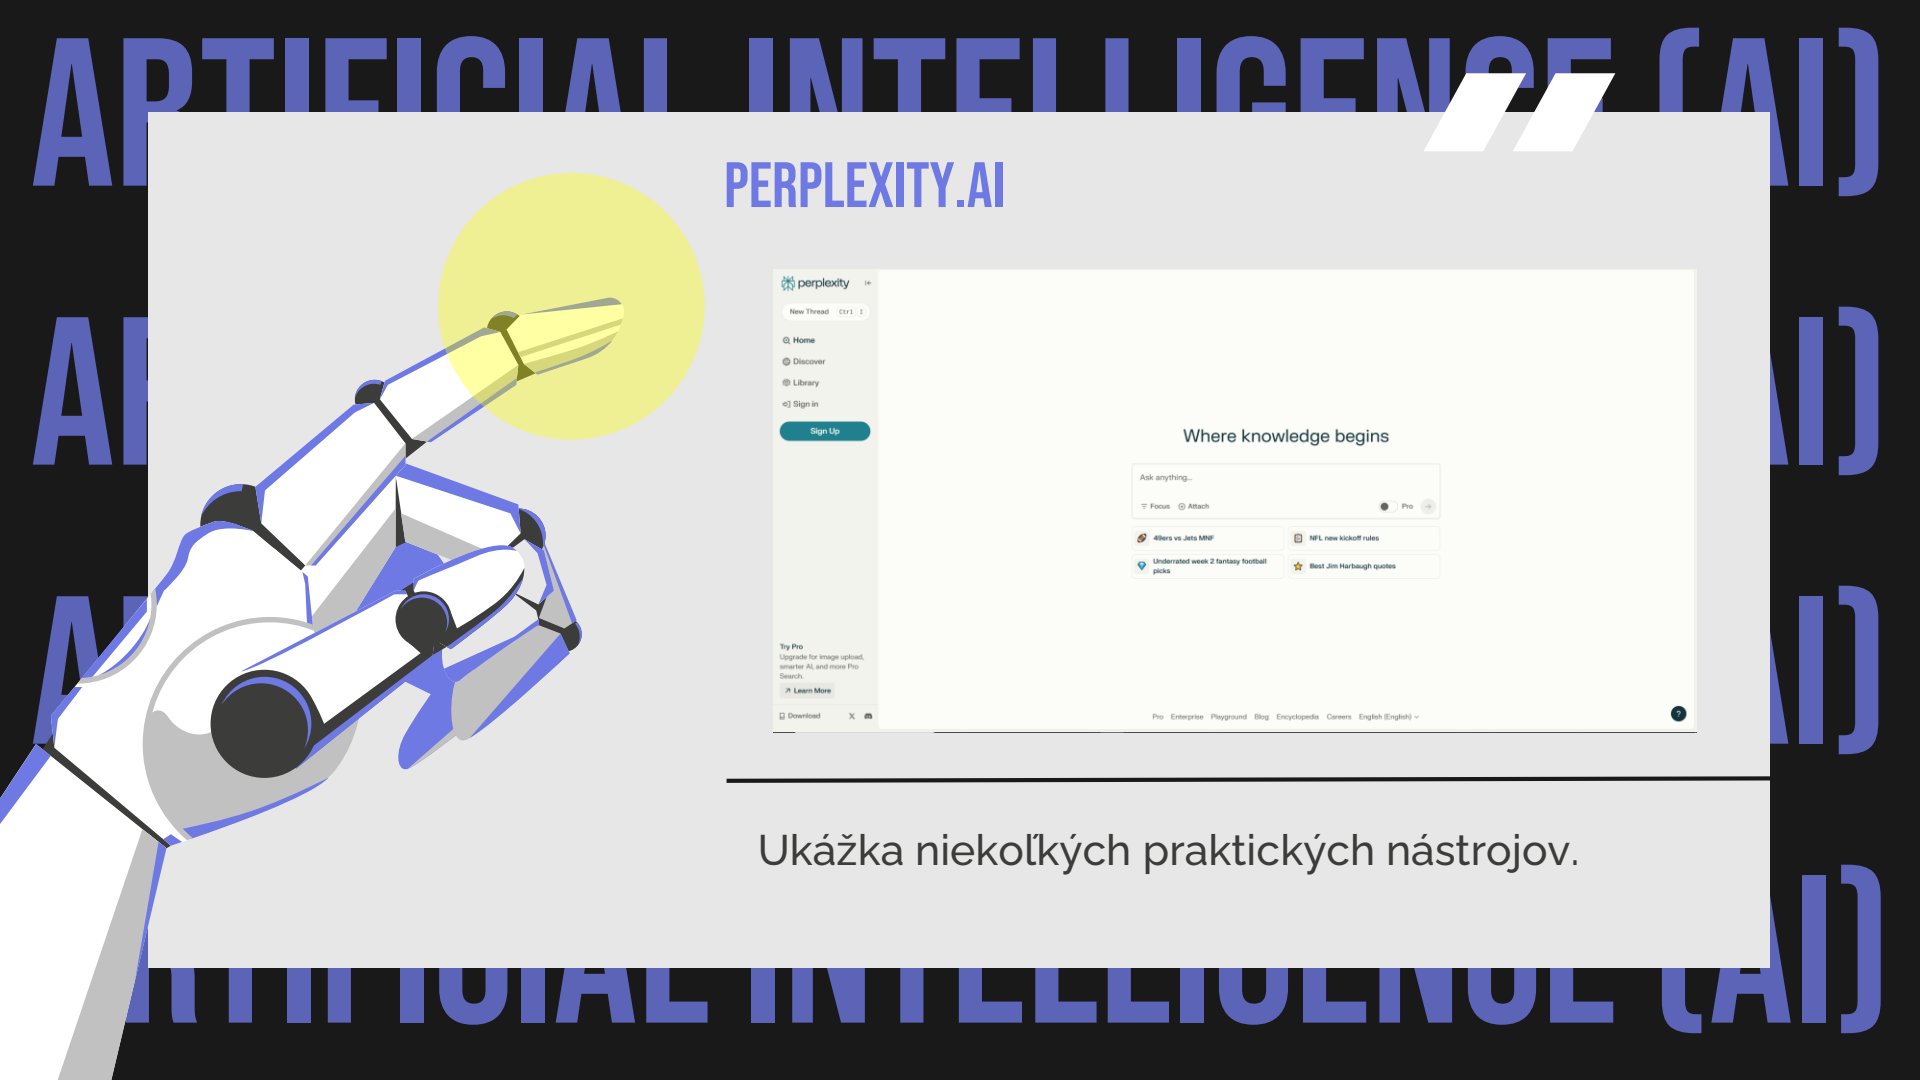 ARTIFICIAL INTELLIGENCE (AI)
PERPLEXITY.AI
perplexity
New Thread Ctrl I
Home
Discover
Library
Sign in
Sign Up
Where knowledge begins
Ask anything...
Focus Attach Pro
49ers vs Jets MNF
NFL new kickoff rules
Underrated week 2 fantasy football
picks
Best Jim Harbaugh quotes
Try Pro
Upgrade for image upload,
smarter AI, and more Pro
Search.
Learn More
Download
Pro Enterprise Playground Blog Encyclopedia Careers English (English)
?
Ukážka niekoľkých praktických nástrojov.
ARTIFICIAL INTELLIGENCE (AI)